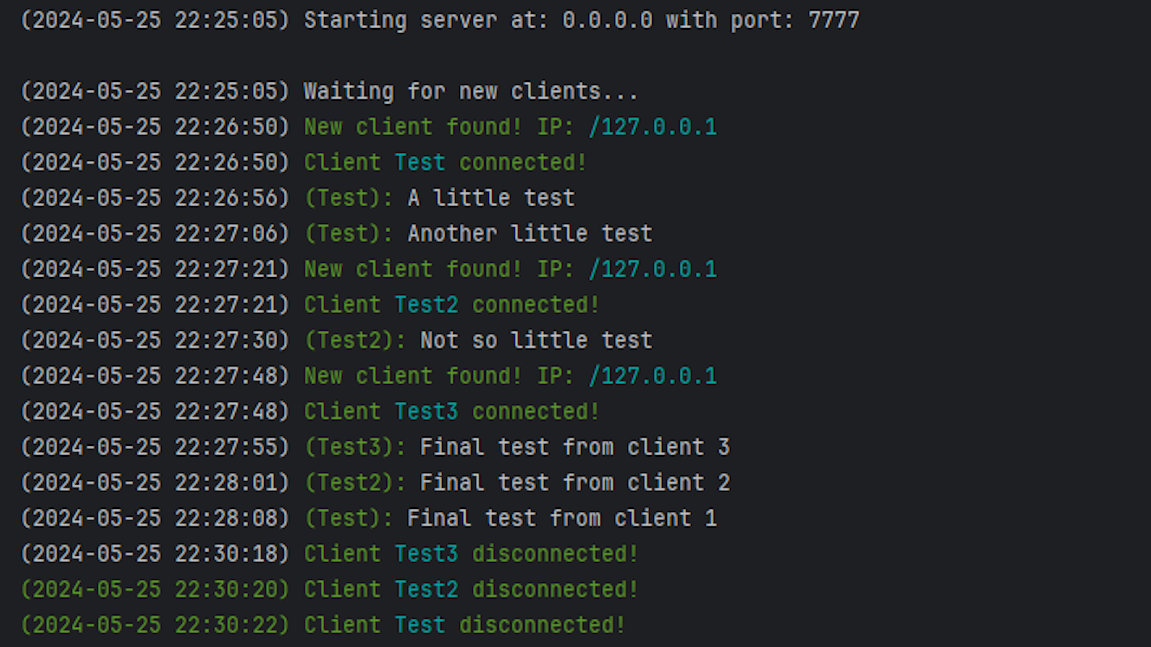 (2024-05-25 22:25:05) Starting server at: 0.0.0.0 with port: 7777
(2024-05-25 22:25:05) Waiting for new clients...
(2024-05-25 22:26:50) New client found! IP: /127.0.0.1
(2024-05-25 22:26:50) Client Test connected!
(2024-05-25 22:26:56) (Test): A little test
(2024-05-25 22:27:06) (Test): Another little test
(2024-05-25 22:27:21) New client found! IP: /127.0.0.1
(2024-05-25 22:27:21) Client Test2 connected!
(2024-05-25 22:27:30) (Test2): Not so little test
(2024-05-25 22:27:48) New client found! IP: /127.0.0.1
(2024-05-25 22:27:48) Client Test3 connected!
(2024-05-25 22:27:55) (Test3): Final test from client 3
(2024-05-25 22:28:01) (Test2): Final test from client 2
(2024-05-25 22:28:08) (Test): Final test from client 1
(2024-05-25 22:30:18) Client Test3 disconnected!
(2024-05-25 22:30:20) Client Test2 disconnected!
(2024-05-25 22:30:22) Client Test disconnected!